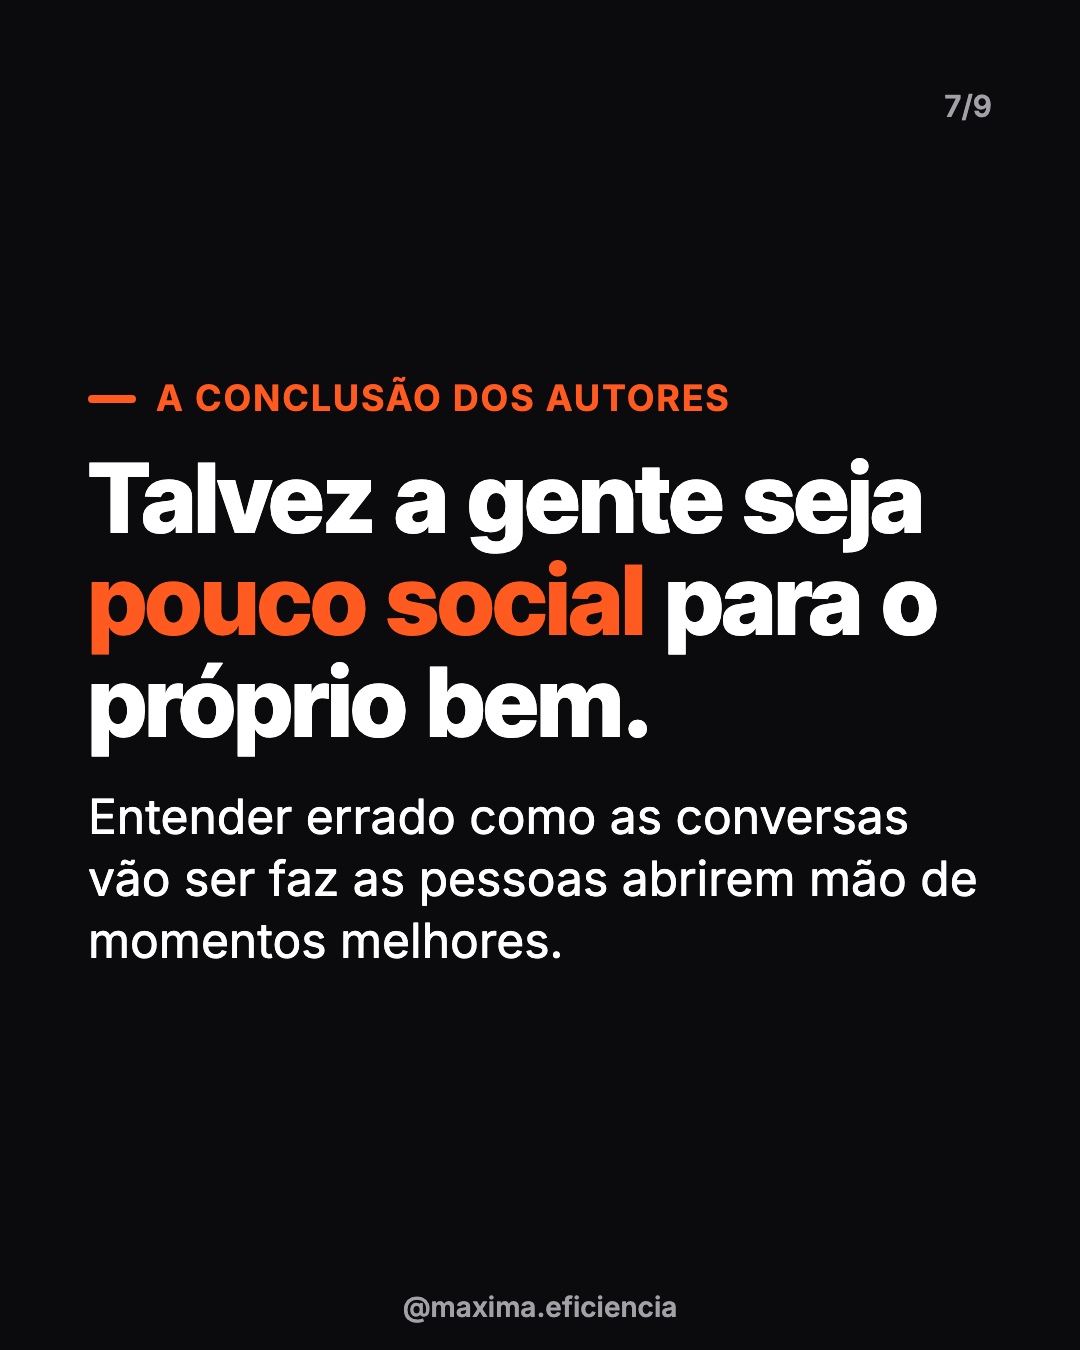 7/9
A CONCLUSÃO DOS AUTORES
Talvez a gente seja
pouco social para o
próprio bem.
Entender errado como as conversas
vão ser faz as pessoas abrirem mão de
momentos melhores.
@maxima.eficiencia